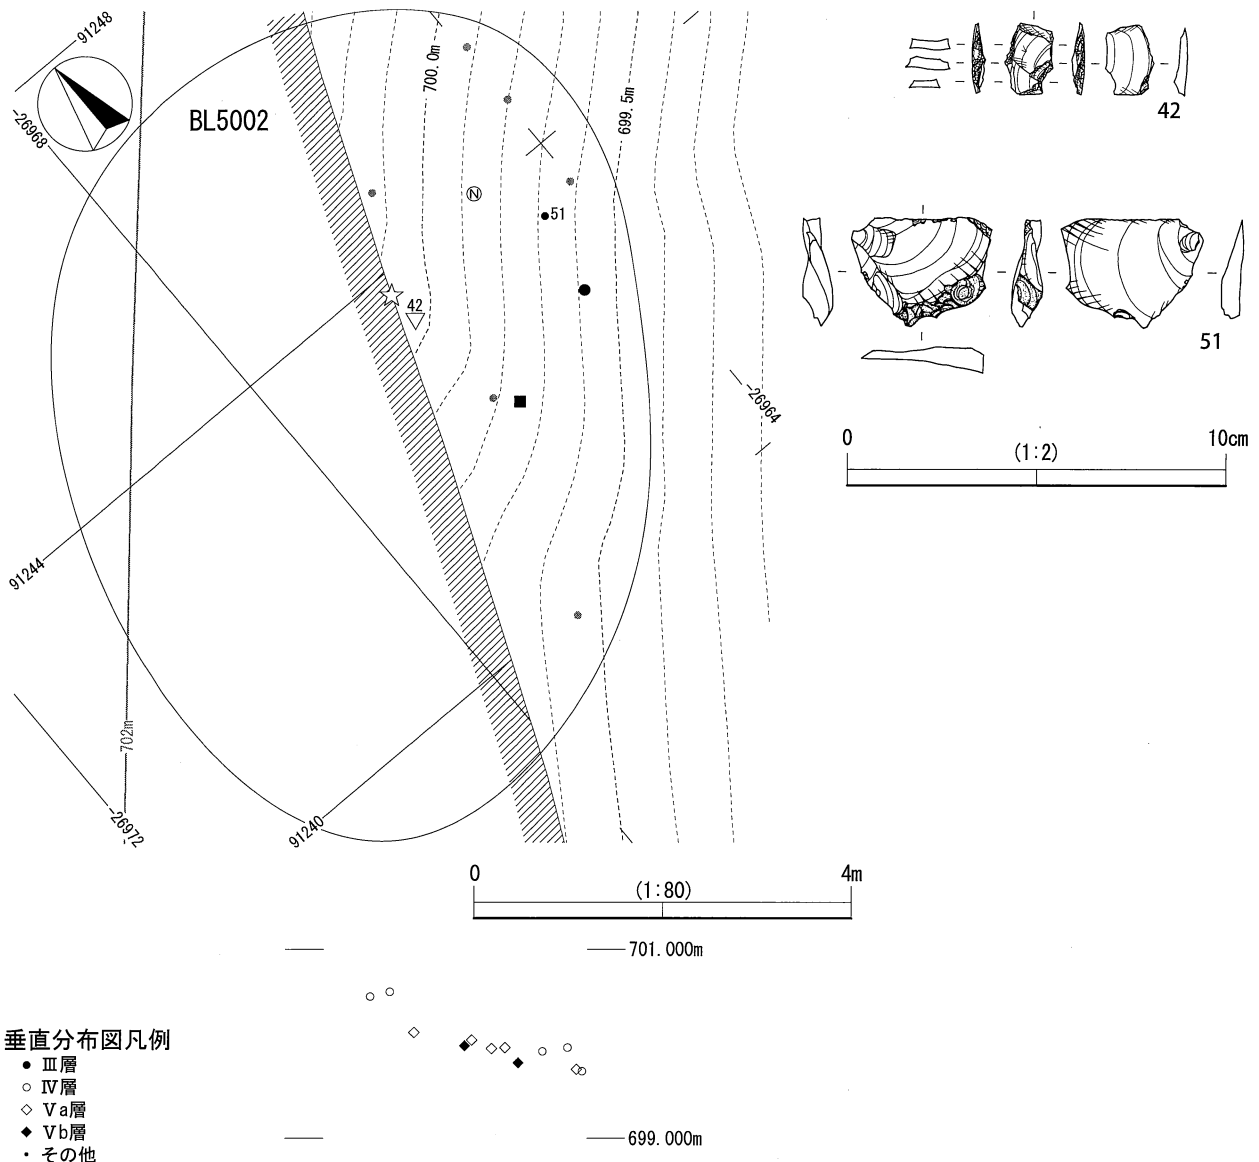 91248
-26968
BL5002
700.0m
699.5m
N
51
42
42
51
-26964
0
10cm
(1:2)
91244
702m
-26972
91240
0
4m
(1:80)
701.000m
699.000m
垂直分布図凡例
● Ⅲ層
○ Ⅳ層
◇ Ⅴa層
◆ Ⅴb層
・ その他